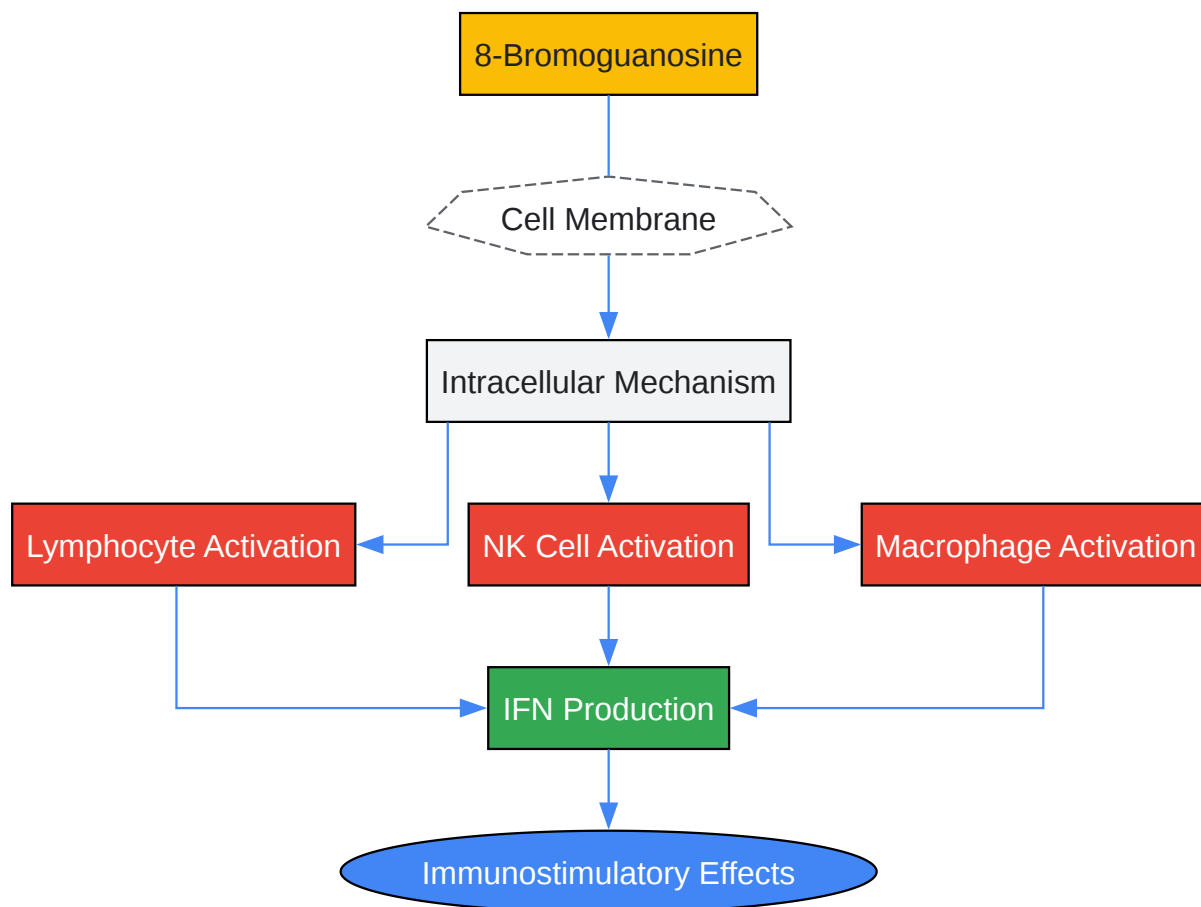 8-Bromoguanosine
Cell Membrane
Intracellular Mechanism
Lymphocyte Activation
NK Cell Activation
Macrophage Activation
IFN Production
Immunostimulatory Effects